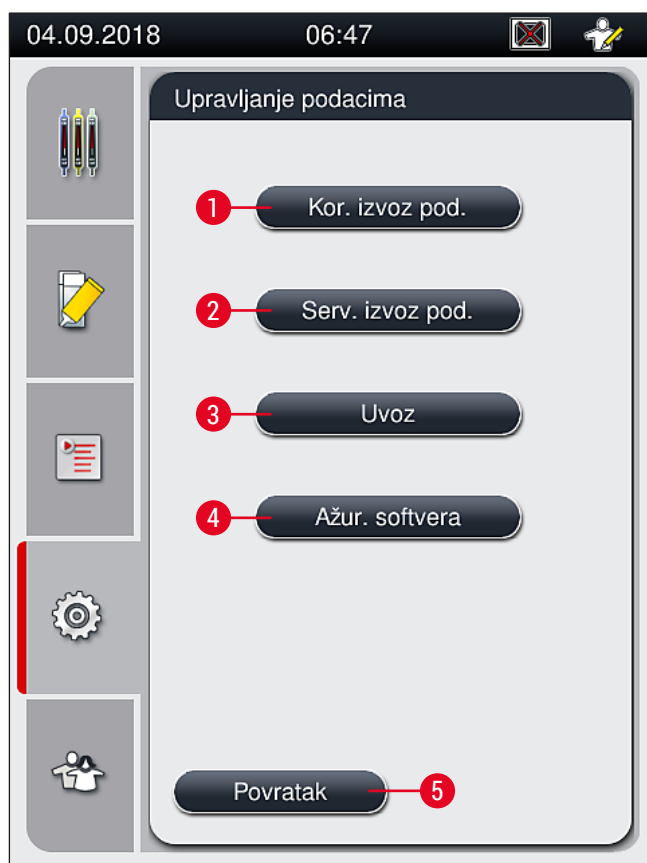 04.09.2018 06:47
Upravljanje podacima
1 Kor. izvoz pod.
2 Serv. izvoz pod.
3 Uvoz
4 Ažur. softvera
Povratak 5